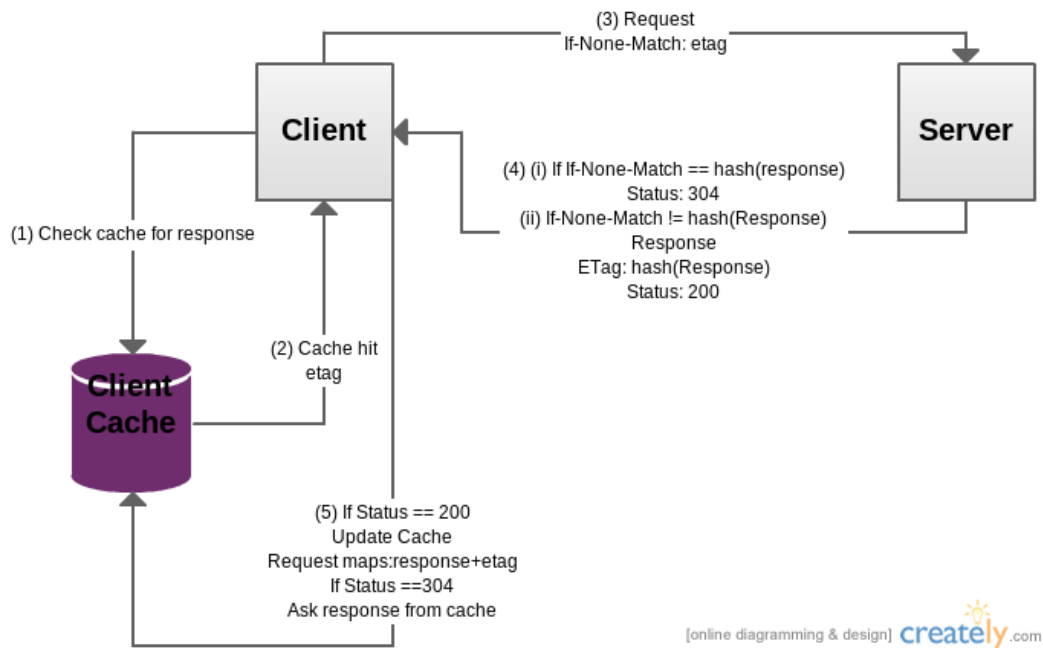 (3) Request
If-None-Match: etag
Client
Server
(4) (i) If If-None-Match == hash(response)
Status: 304
(ii) If-None-Match != hash(Response)
Response
ETag: hash(Response)
Status: 200
(1) Check cache for response
(2) Cache hit
etag
Client
Cache
(5) If Status == 200
Update Cache
Request maps:response+etag
If Status ==304
Ask response from cache
[online diagramming & design] creately.com